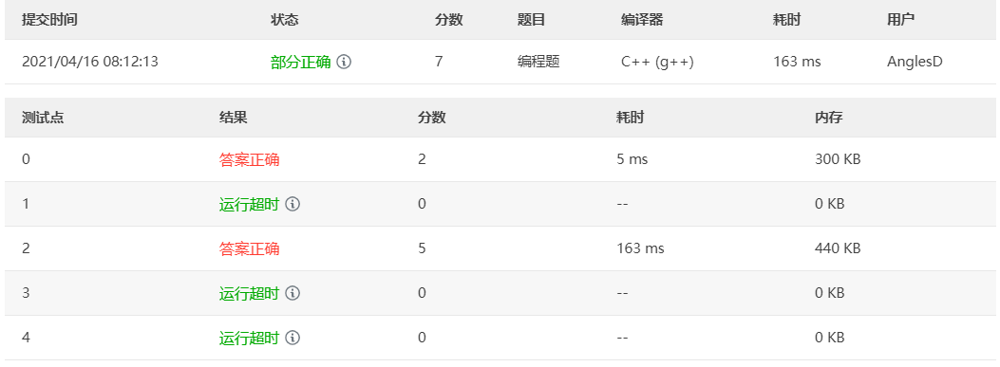 提交时间 状态 分数 题目 编译器 耗时 用户
2021/04/16 08:12:13 部分正确 7 编程题 C++ (g++) 163 ms AnglesD
测试点 结果 分数 耗时 内存
0 答案正确 2 5 ms 300 KB
1 运行超时 0 -- 0 KB
2 答案正确 5 163 ms 440 KB
3 运行超时 0 -- 0 KB
4 运行超时 0 -- 0 KB